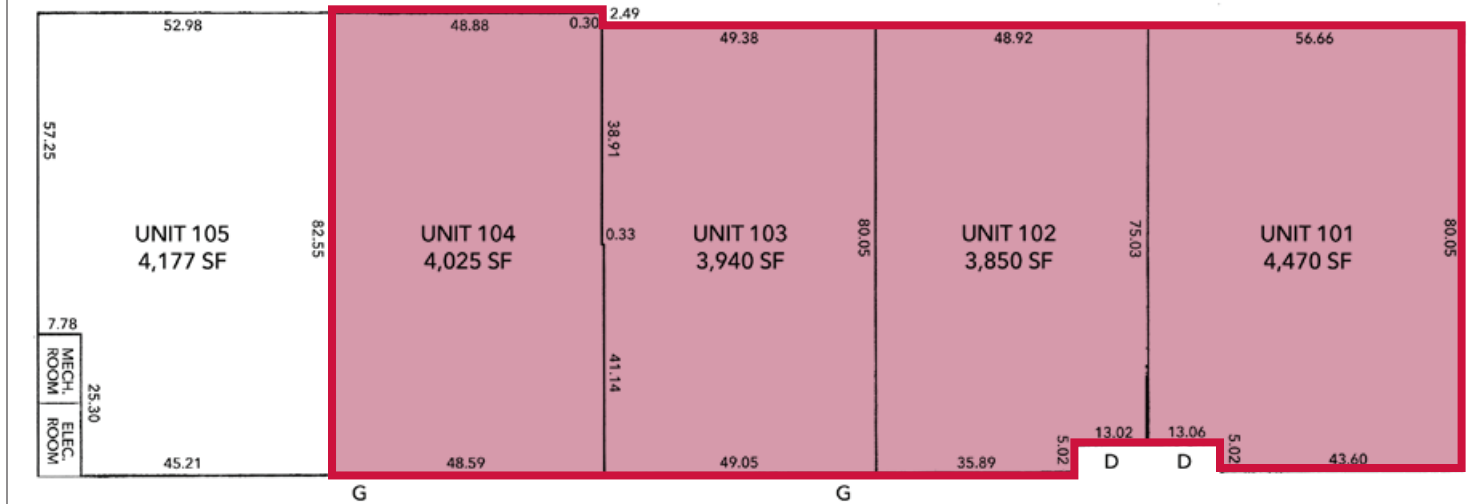 52.98
48.88
0.30
2.49
49.38
48.92
56.66
57.25
38.91
UNIT 105
4,177 SF
82.55
UNIT 104
4,025 SF
0.33
UNIT 103
3,940 SF
80.05
UNIT 102
3,850 SF
75.03
UNIT 101
4,470 SF
80.05
7.78
MECH.
ROOM
25.30
41.14
ELEC.
ROOM
45.21
48.59
49.05
35.89
5.02
13.02
13.06
5.02
43.60
D
D
G
G